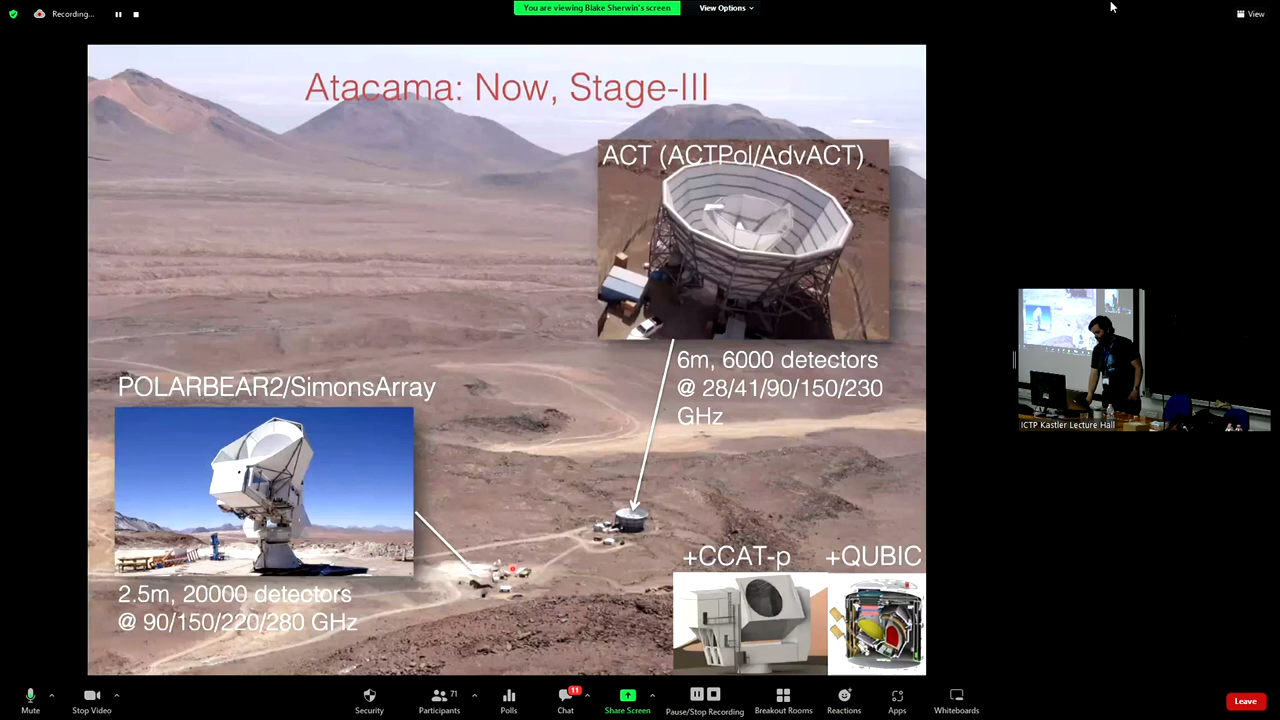 Recording...
You are viewing Blake Sherwin's screen
View Options
View
Atacama: Now, Stage-III
ACT (ACTPol/AdvACT)
6m, 6000 detectors
@ 28/41/90/150/230
GHz
POLARBEAR2/SimonsArray
2.5m, 20000 detectors
@ 90/150/220/280 GHz
+CCAT-p
+QUBIC
ICTP Kastler Lecture Hall
Mute
Stop Video
Security
71
Participants
Polls
11
Chat
Share Screen
Pause/Stop Recording
Breakout Rooms
Reactions
Apps
Whiteboards
Leave